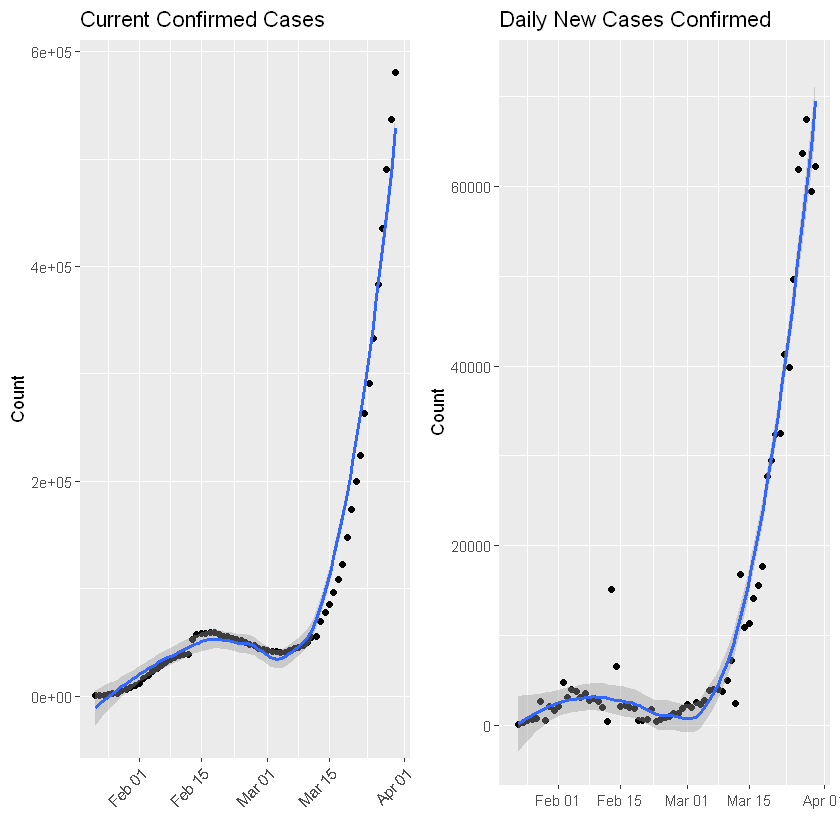 Current Confirmed Cases
Count
6e+05
4e+05
2e+05
0e+00
Feb 01
Feb 15
Mar 01
Mar 15
Apr 01
Daily New Cases Confirmed
Count
60000
40000
20000
0
Feb 01
Feb 15
Mar 01
Mar 15
Apr 0